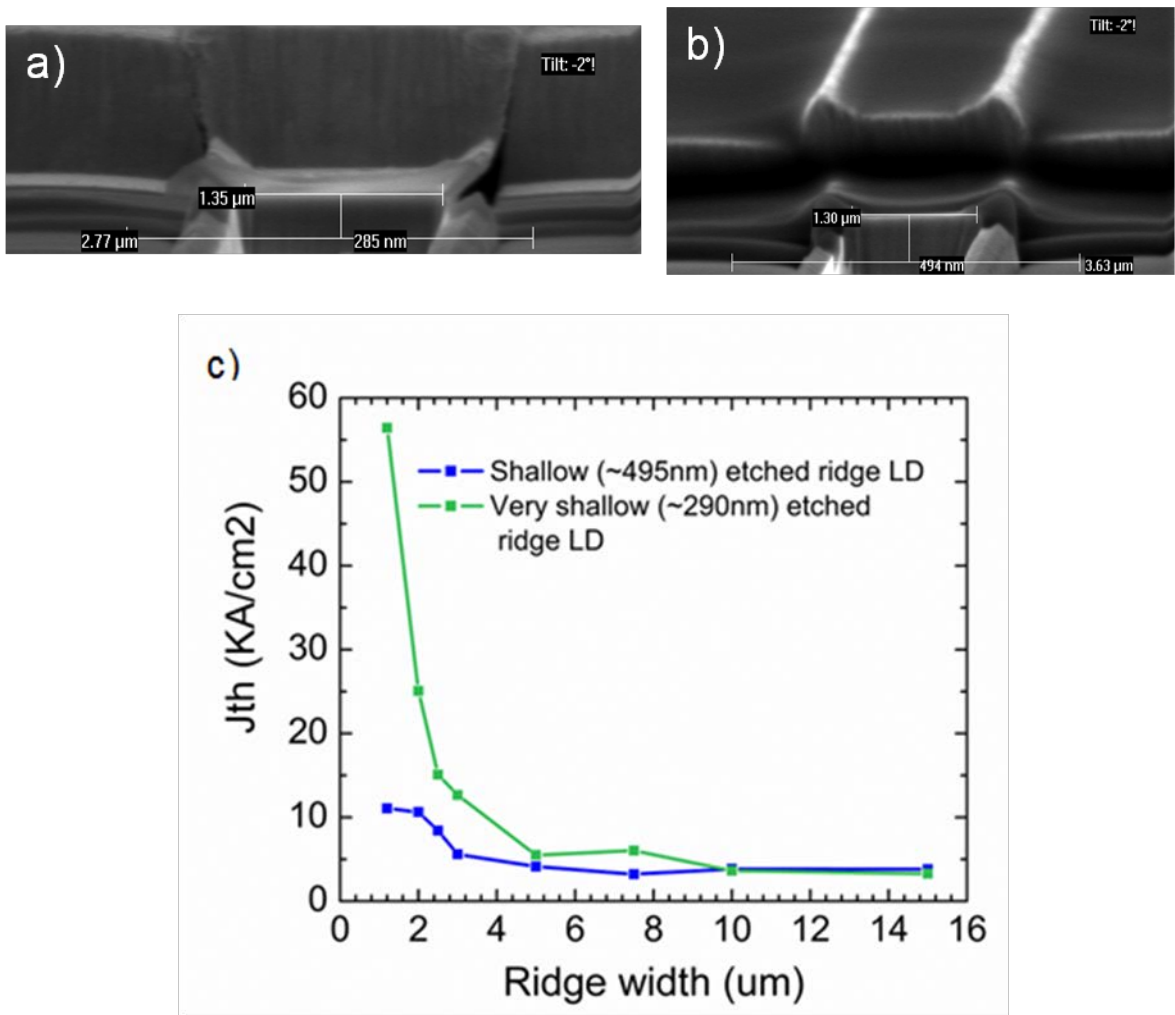 a)
Tilt: -2°!
1.35 µm
2.77 µm
285 nm
b)
Tilt: -2°!
1.30 µm
494 nm
3.63 µm
c)
60
50
40
30
20
10
0
Jth (KA/cm2)
Shallow (~495nm) etched ridge LD
Very shallow (~290nm) etched
ridge LD
0 2 4 6 8 10 12 14 16
Ridge width (um)